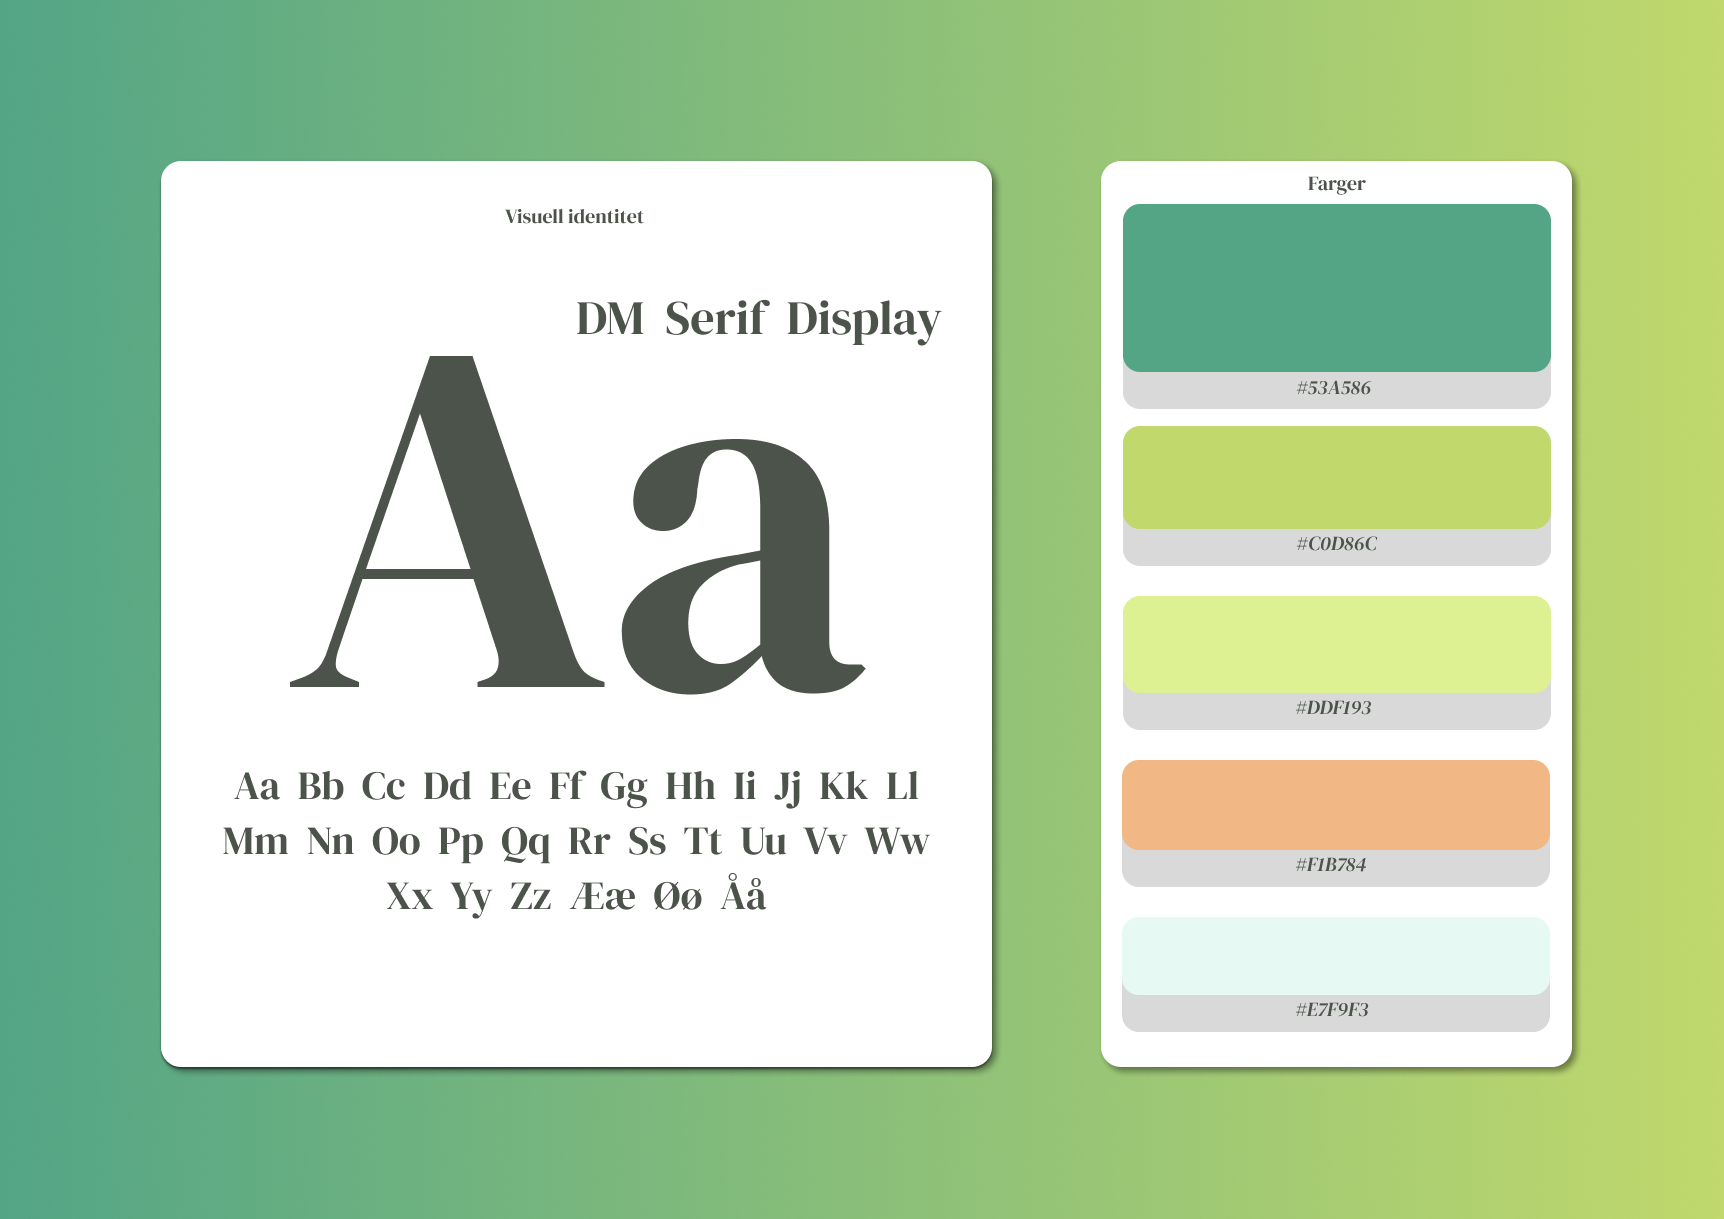 Visuell identitet
DM Serif Display
Aa
Aa Bb Cc Dd Ee Ff Gg Hh Ii Jj Kk Ll
Mm Nn Oo Pp Qq Rr Ss Tt Uu Vv Ww
Xx Yy Zz Ææ Øø Åå
Farger
#53A586
#C0D86C
#DDF193
#F1B784
#E7F9F3